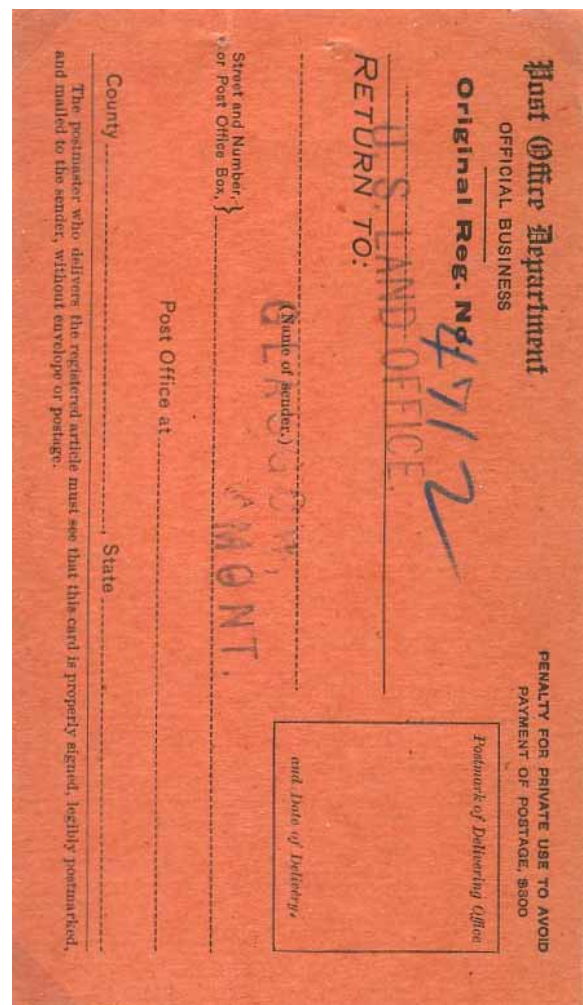 Post Office Department
OFFICIAL BUSINESS
PENALTY FOR PRIVATE USE TO AVOID
PAYMENT OF POSTAGE, $300
Original Reg. No. 4712
Postmark of Delivering Office
and Date of Delivery.
U. S. LAND OFFICE,
RETURN TO:
(Name of sender.)
GLASGOW,
MONT.
Street and Number,}
or Post Office Box,}
Post Office at
County, State
The postmaster who delivers the registered article must see that this card is properly signed, legibly postmarked,
and mailed to the sender, without envelope or postage.